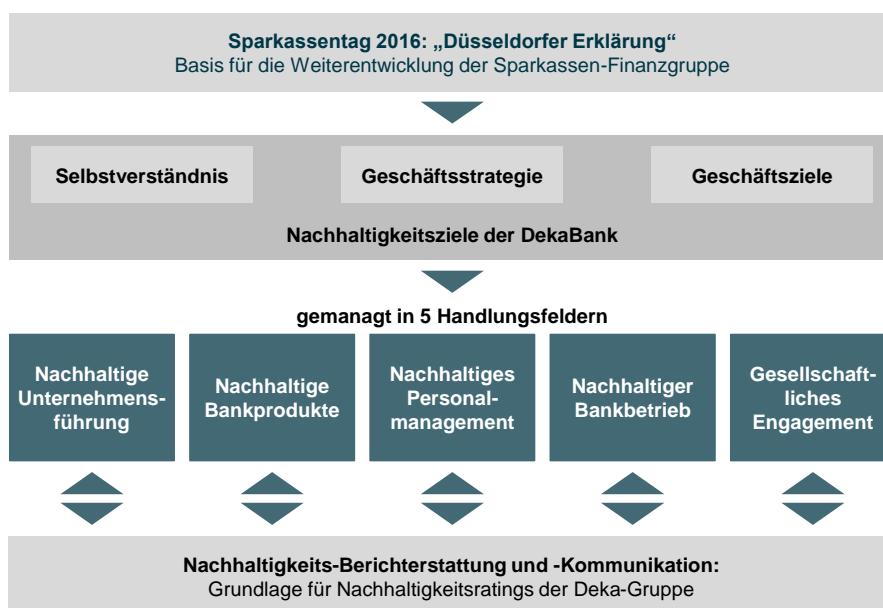 Sparkassentag 2016: „Düsseldorfer Erklärung“
Basis für die Weiterentwicklung der Sparkassen-Finanzgruppe
Selbstverständnis
Geschäftsstrategie
Geschäftsziele
Nachhaltigkeitsziele der DekaBank
gemanagt in 5 Handlungsfeldern
Nachhaltige
Unternehmens-
führung
Nachhaltige
Bankprodukte
Nachhaltiges
Personal-
management
Nachhaltiger
Bankbetrieb
Gesellschaft-
liches
Engagement
Nachhaltigkeits-Berichterstattung und -Kommunikation:
Grundlage für Nachhaltigkeitsratings der Deka-Gruppe